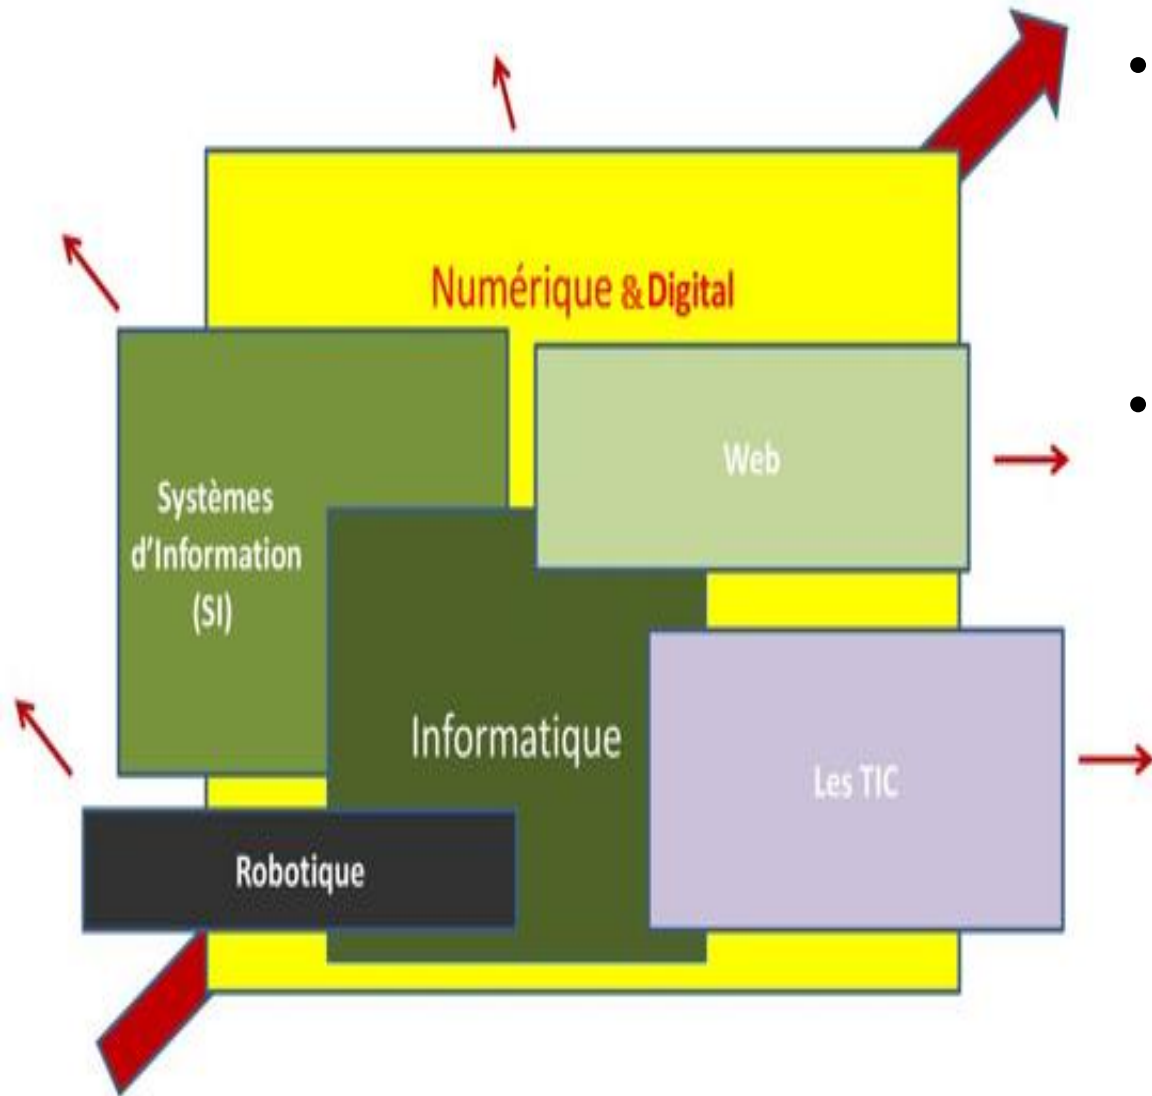 Numérique & Digital
Web
Systèmes
d'Information
(SI)
Informatique
Les TIC
Robotique